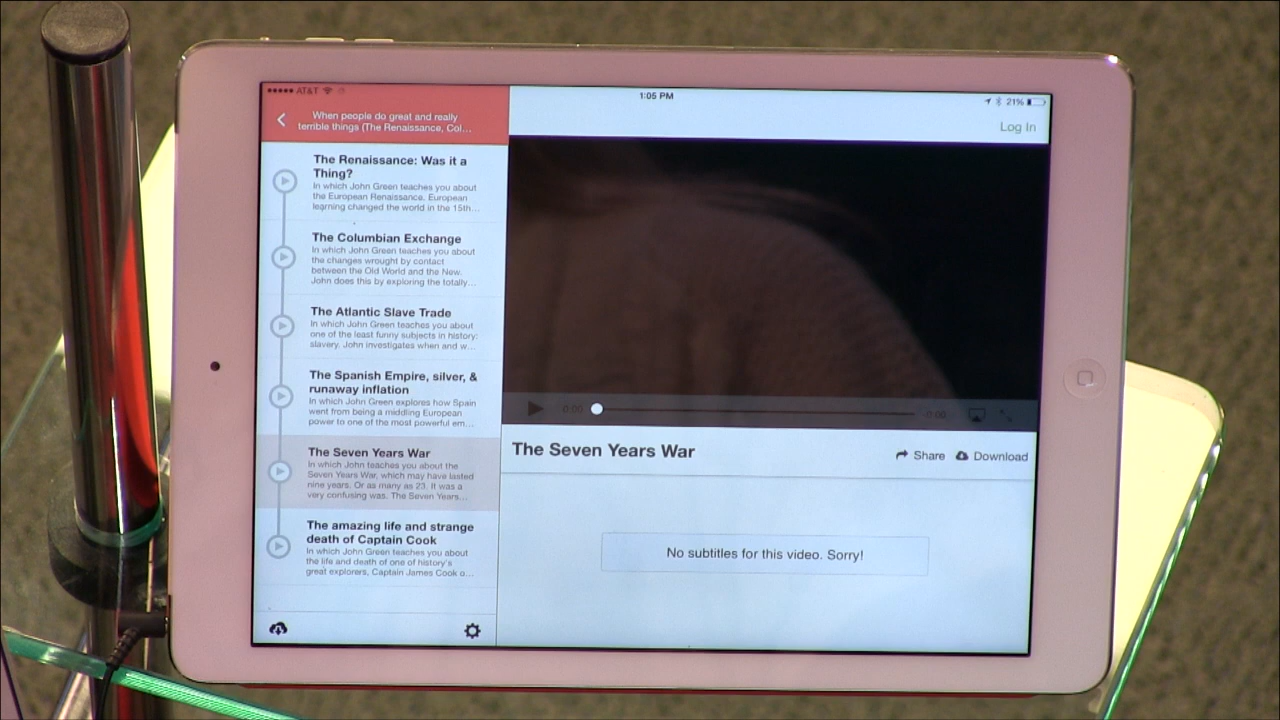 AT&T
1:05 PM
21%
When people do great and really
terrible things (The Renaissance, Col...
Log In
The Renaissance: Was it a
Thing?
In which John Green teaches you about
the European Renaissance. European
learning changed the world in the 15th...
The Columbian Exchange
In which John Green teaches you about
the changes wrought by contact
between the Old World and the New.
John does this by exploring the totally...
The Atlantic Slave Trade
In which John Green teaches you about
one of the least funny subjects in history:
slavery. John investigates when and w...
The Spanish Empire, silver, &
runaway inflation
In which John Green explores how Spain
went from being a middling European
power to one of the most powerful em...
The Seven Years War
In which John teaches you about the
Seven Years War, which may have lasted
nine years. Or as many as 23. It was a
very confusing was. The Seven Years...
The amazing life and strange
death of Captain Cook
In which John Green teaches you about
the life and death of one of history's
great explorers, Captain James Cook o...
0:00
-0:00
The Seven Years War
Share
Download
No subtitles for this video. Sorry!